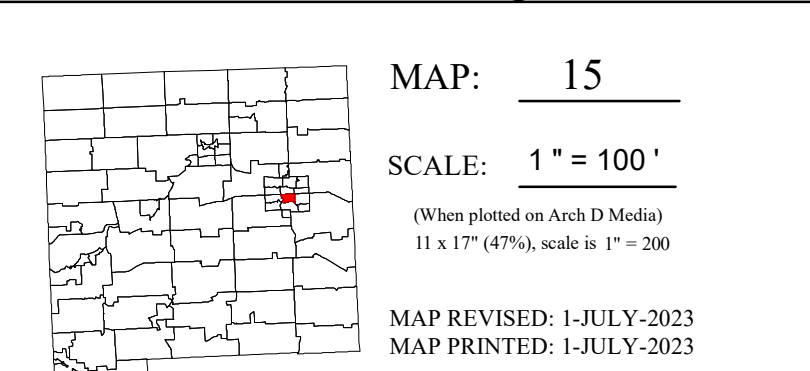 MAP: 15
SCALE: 1 " = 100 '
(When plotted on Arch D Media)
11 x 17" (47%), scale is 1" = 200
MAP REVISED: 1-JULY-2023
MAP PRINTED: 1-JULY-2023